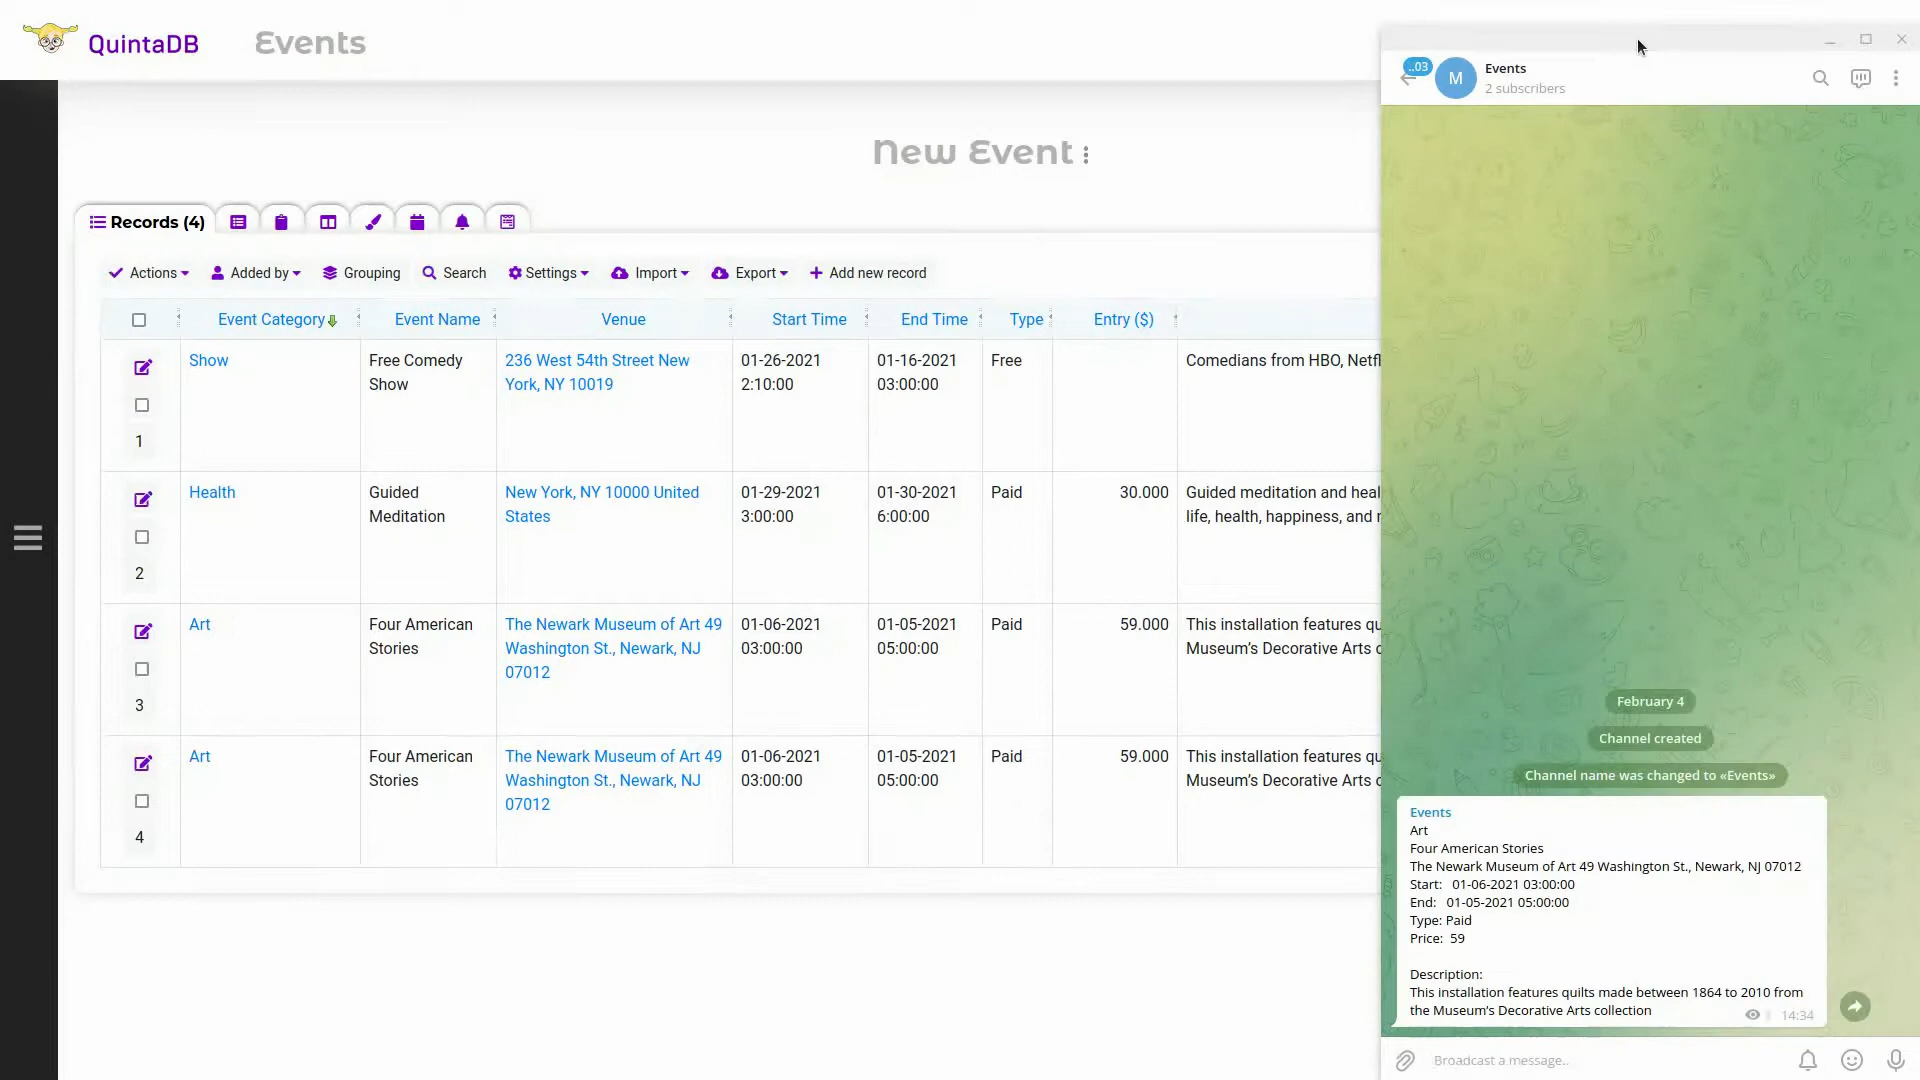 QuintaDB
Events
New Event
Records (4)
Actions
Added by
Grouping
Search
Settings
Import
Export
Add new record
Event Category
Event Name
Venue
Start Time
End Time
Type
Entry ($)
Show
Free Comedy
Show
236 West 54th Street New
York, NY 10019
01-26-2021
2:10:00
01-16-2021
03:00:00
Free
Comedians from HBO, Netfl
1
Health
Guided
Meditation
New York, NY 10000 United
States
01-29-2021
3:00:00
01-30-2021
6:00:00
Paid
30.000
Guided meditation and heal
life, health, happiness, and
2
Art
Four American
Stories
The Newark Museum of Art 49
Washington St., Newark, NJ
07012
01-06-2021
03:00:00
01-05-2021
05:00:00
Paid
59.000
This installation features qu
Museum's Decorative Arts c
3
Art
Four American
Stories
The Newark Museum of Art 49
Washington St., Newark, NJ
07012
01-06-2021
03:00:00
01-05-2021
05:00:00
Paid
59.000
This installation features qu
Museum's Decorative Arts c
4
..03
M
Events
2 subscribers
February 4
Channel created
Channel name was changed to «Events»
Events
Art
Four American Stories
The Newark Museum of Art 49 Washington St., Newark, NJ 07012
Start: 01-06-2021 03:00:00
End: 01-05-2021 05:00:00
Type: Paid
Price: 59
Description:
This installation features quilts made between 1864 to 2010 from
the Museum's Decorative Arts collection
14:34
Broadcast a message..